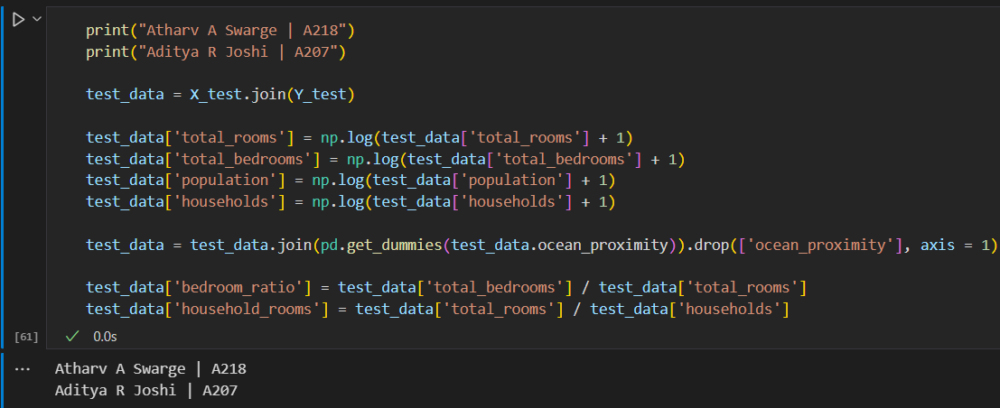 print("Atharv A Swarge | A218")
print("Aditya R Joshi | A207")
test_data = X_test.join(Y_test)
test_data['total_rooms'] = np.log(test_data['total_rooms'] + 1)
test_data['total_bedrooms'] = np.log(test_data['total_bedrooms'] + 1)
test_data['population'] = np.log(test_data['population'] + 1)
test_data['households'] = np.log(test_data['households'] + 1)
test_data = test_data.join(pd.get_dummies(test_data.ocean_proximity)).drop(['ocean_proximity'], axis = 1)
test_data['bedroom_ratio'] = test_data['total_bedrooms'] / test_data['total_rooms']
test_data['household_rooms'] = test_data['total_rooms'] / test_data['households']
[61] ✓ 0.0s
... Atharv A Swarge | A218
Aditya R Joshi | A207